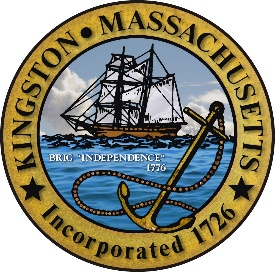 KINGSTON • MASSACHUSETTS
BRIG "INDEPENDENCE"
1776
★ Incorporated 1726 ★